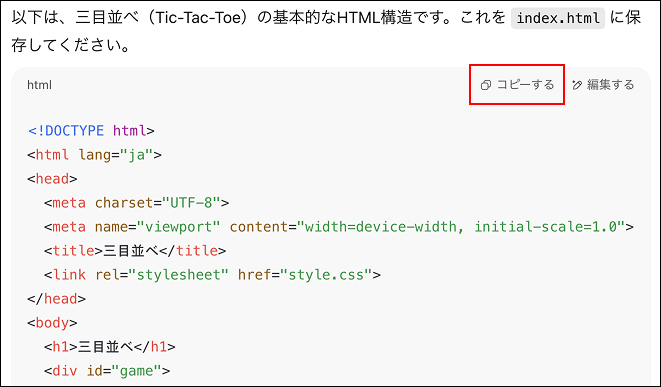 以下は、三目並べ（Tic-Tac-Toe）の基本的なHTML構造です。これを index.html に保
存してください。
html コピーする 編集する
<!DOCTYPE html>
<html lang="ja">
<head>
  <meta charset="UTF-8">
  <meta name="viewport" content="width=device-width, initial-scale=1.0">
  <title>三目並べ</title>
  <link rel="stylesheet" href="style.css">
</head>
<body>
  <h1>三目並べ</h1>
  <div id="game">